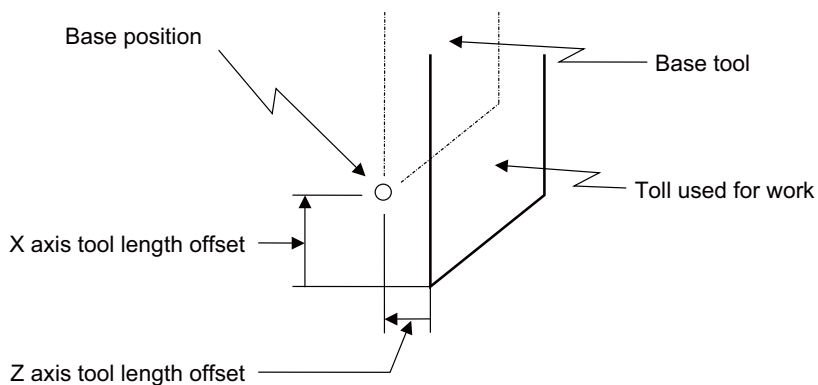 Base position
Base tool
Toll used for work
X axis tool length offset
Z axis tool length offset